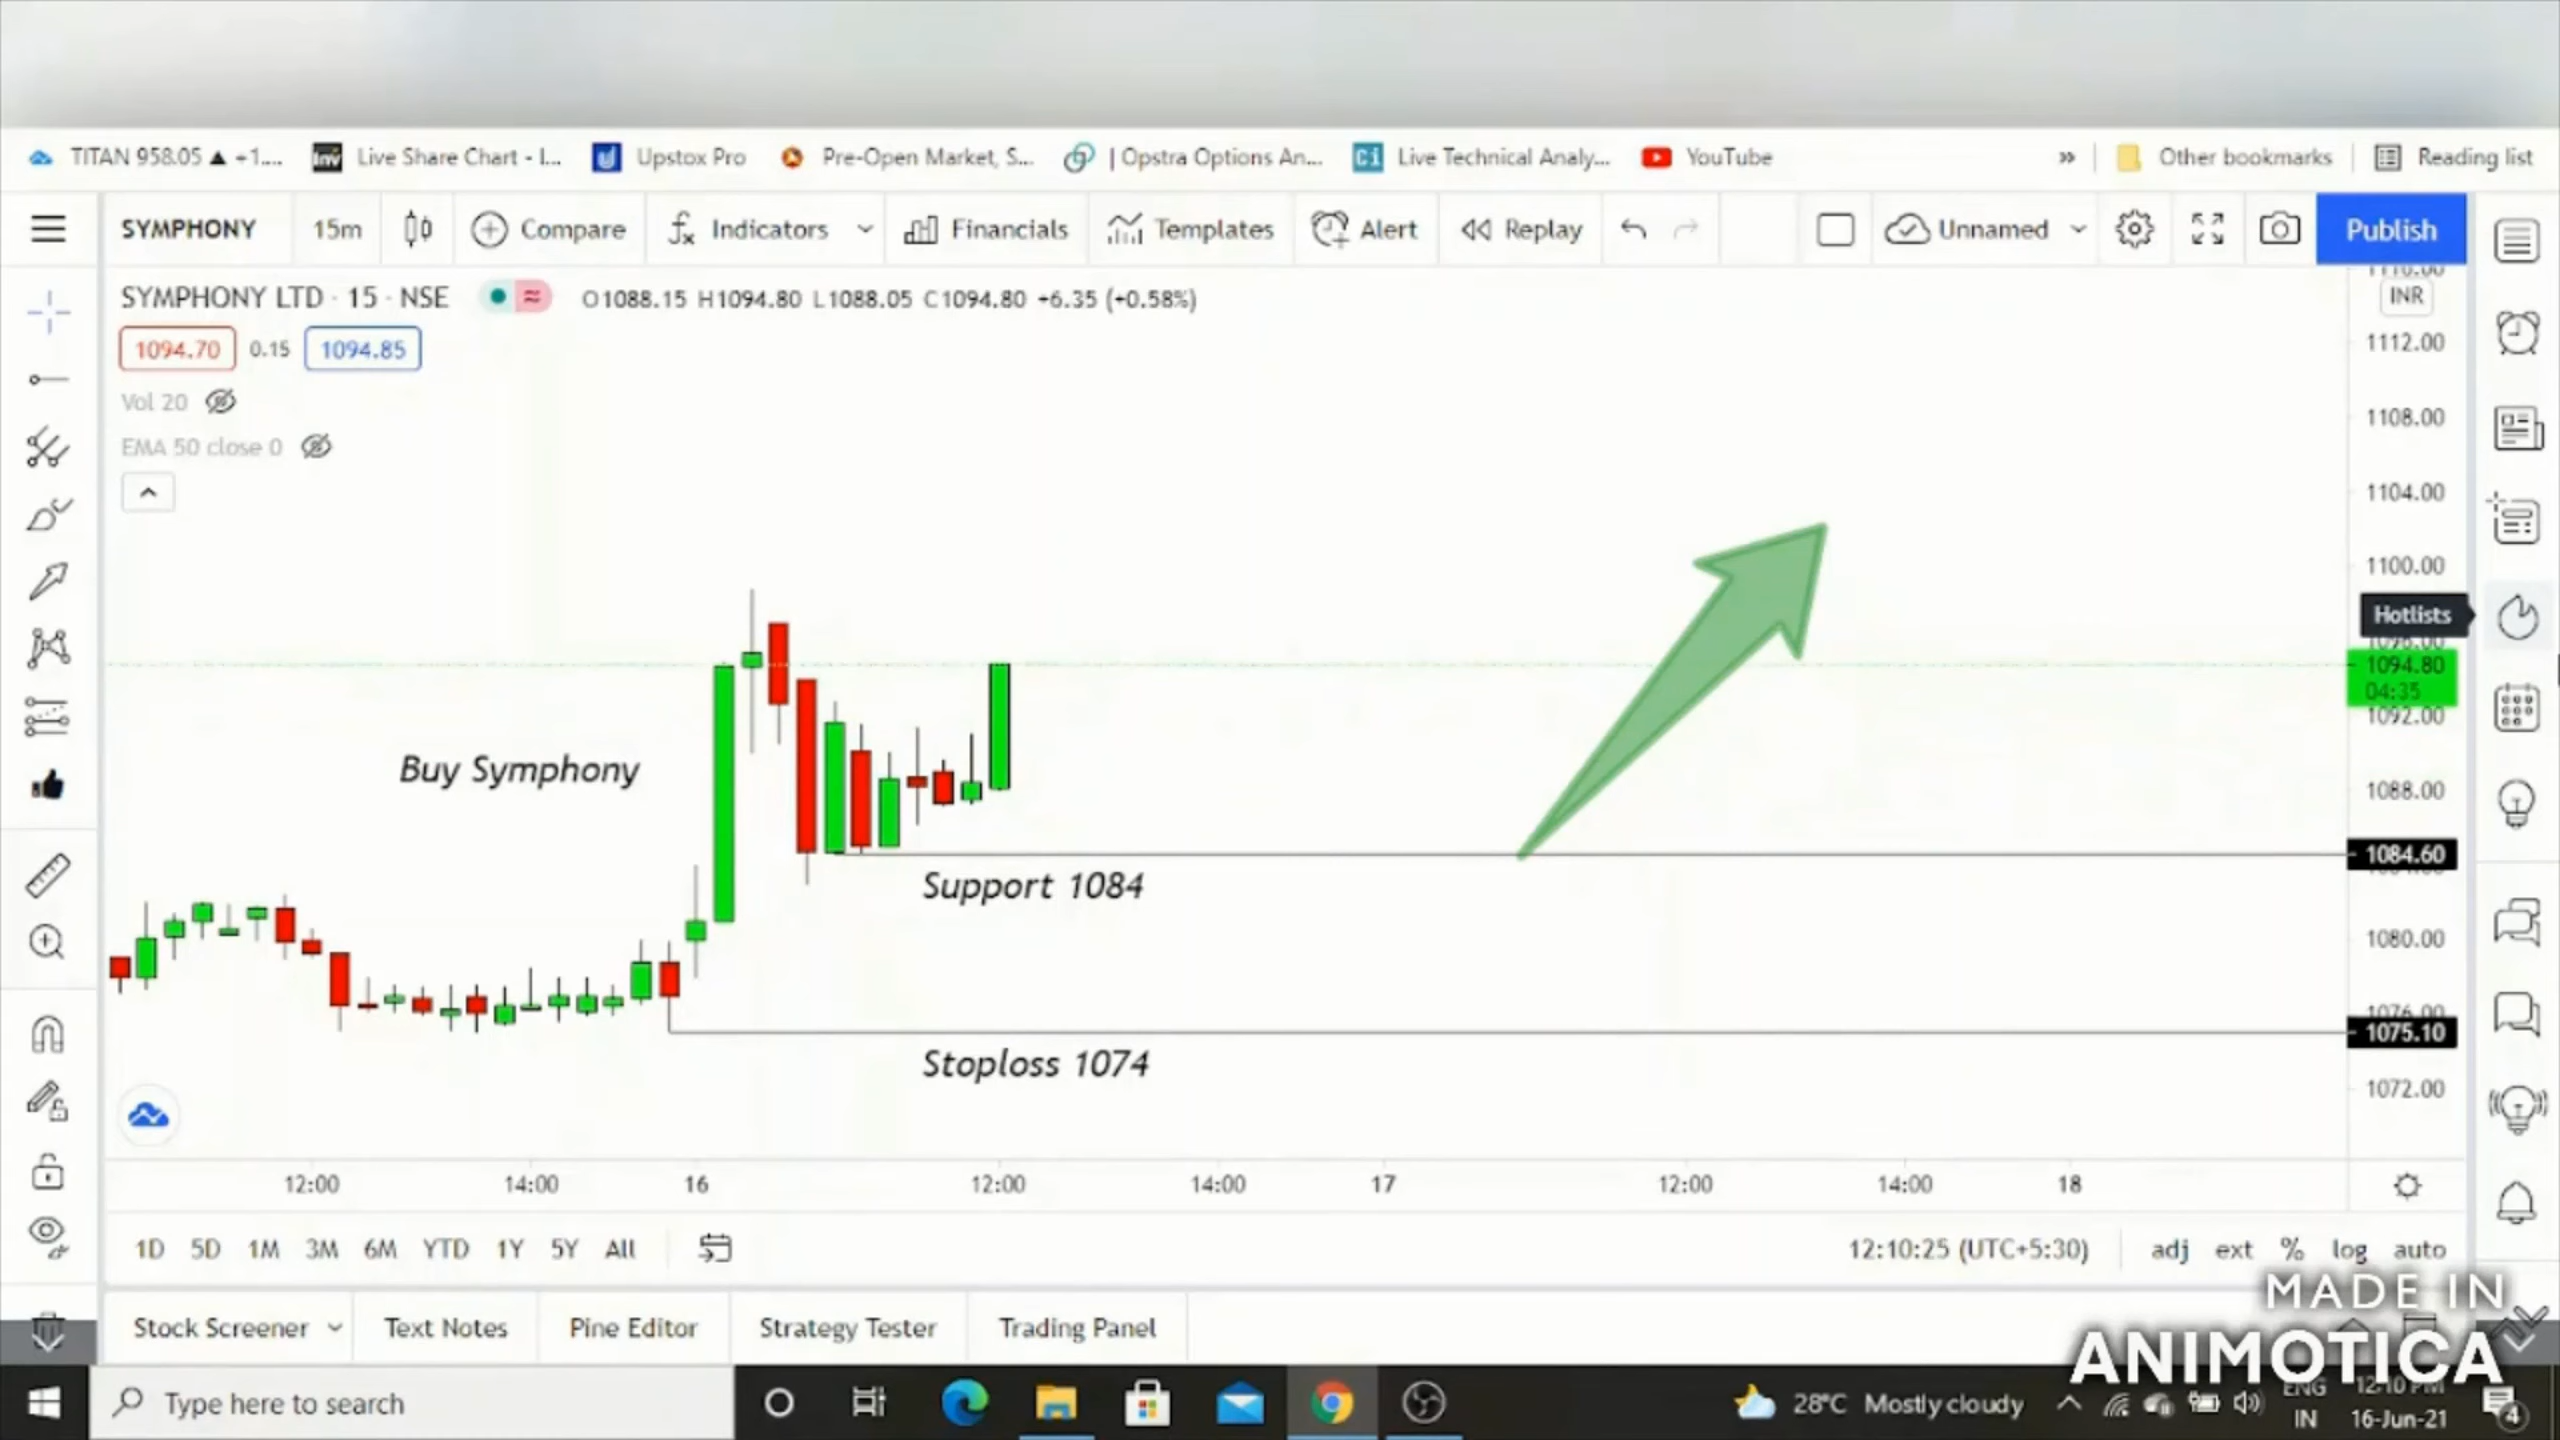 TITAN 958.05 ▲ +1.... Live Share Chart - I... Upstox Pro Pre-Open Market, S... | Opstra Options An... Live Technical Analy... YouTube » Other bookmarks Reading list
SYMPHONY 15m Compare Indicators Financials Templates Alert Replay Unnamed Publish
SYMPHONY LTD · 15 · NSE O1088.15 H1094.80 L1088.05 C1094.80 +6.35 (+0.58%)
INR
1094.70 0.15 1094.85
1112.00
Vol 20
1108.00
EMA 50 close 0
1104.00
1100.00
Hotlists
1094.80
04:35
1092.00
Buy Symphony
1088.00
1084.60
Support 1084
1080.00
1076.00
1075.10
Stoploss 1074
1072.00
12:00 14:00 16 12:00 14:00 17 12:00 14:00 18
1D 5D 1M 3M 6M YTD 1Y 5Y All 12:10:25 (UTC+5:30) adj ext % log auto
MADE IN
Stock Screener Text Notes Pine Editor Strategy Tester Trading Panel
ANIMOTICA
Type here to search 28°C Mostly cloudy ENG 12:10 PM
IN 16-Jun-21 4